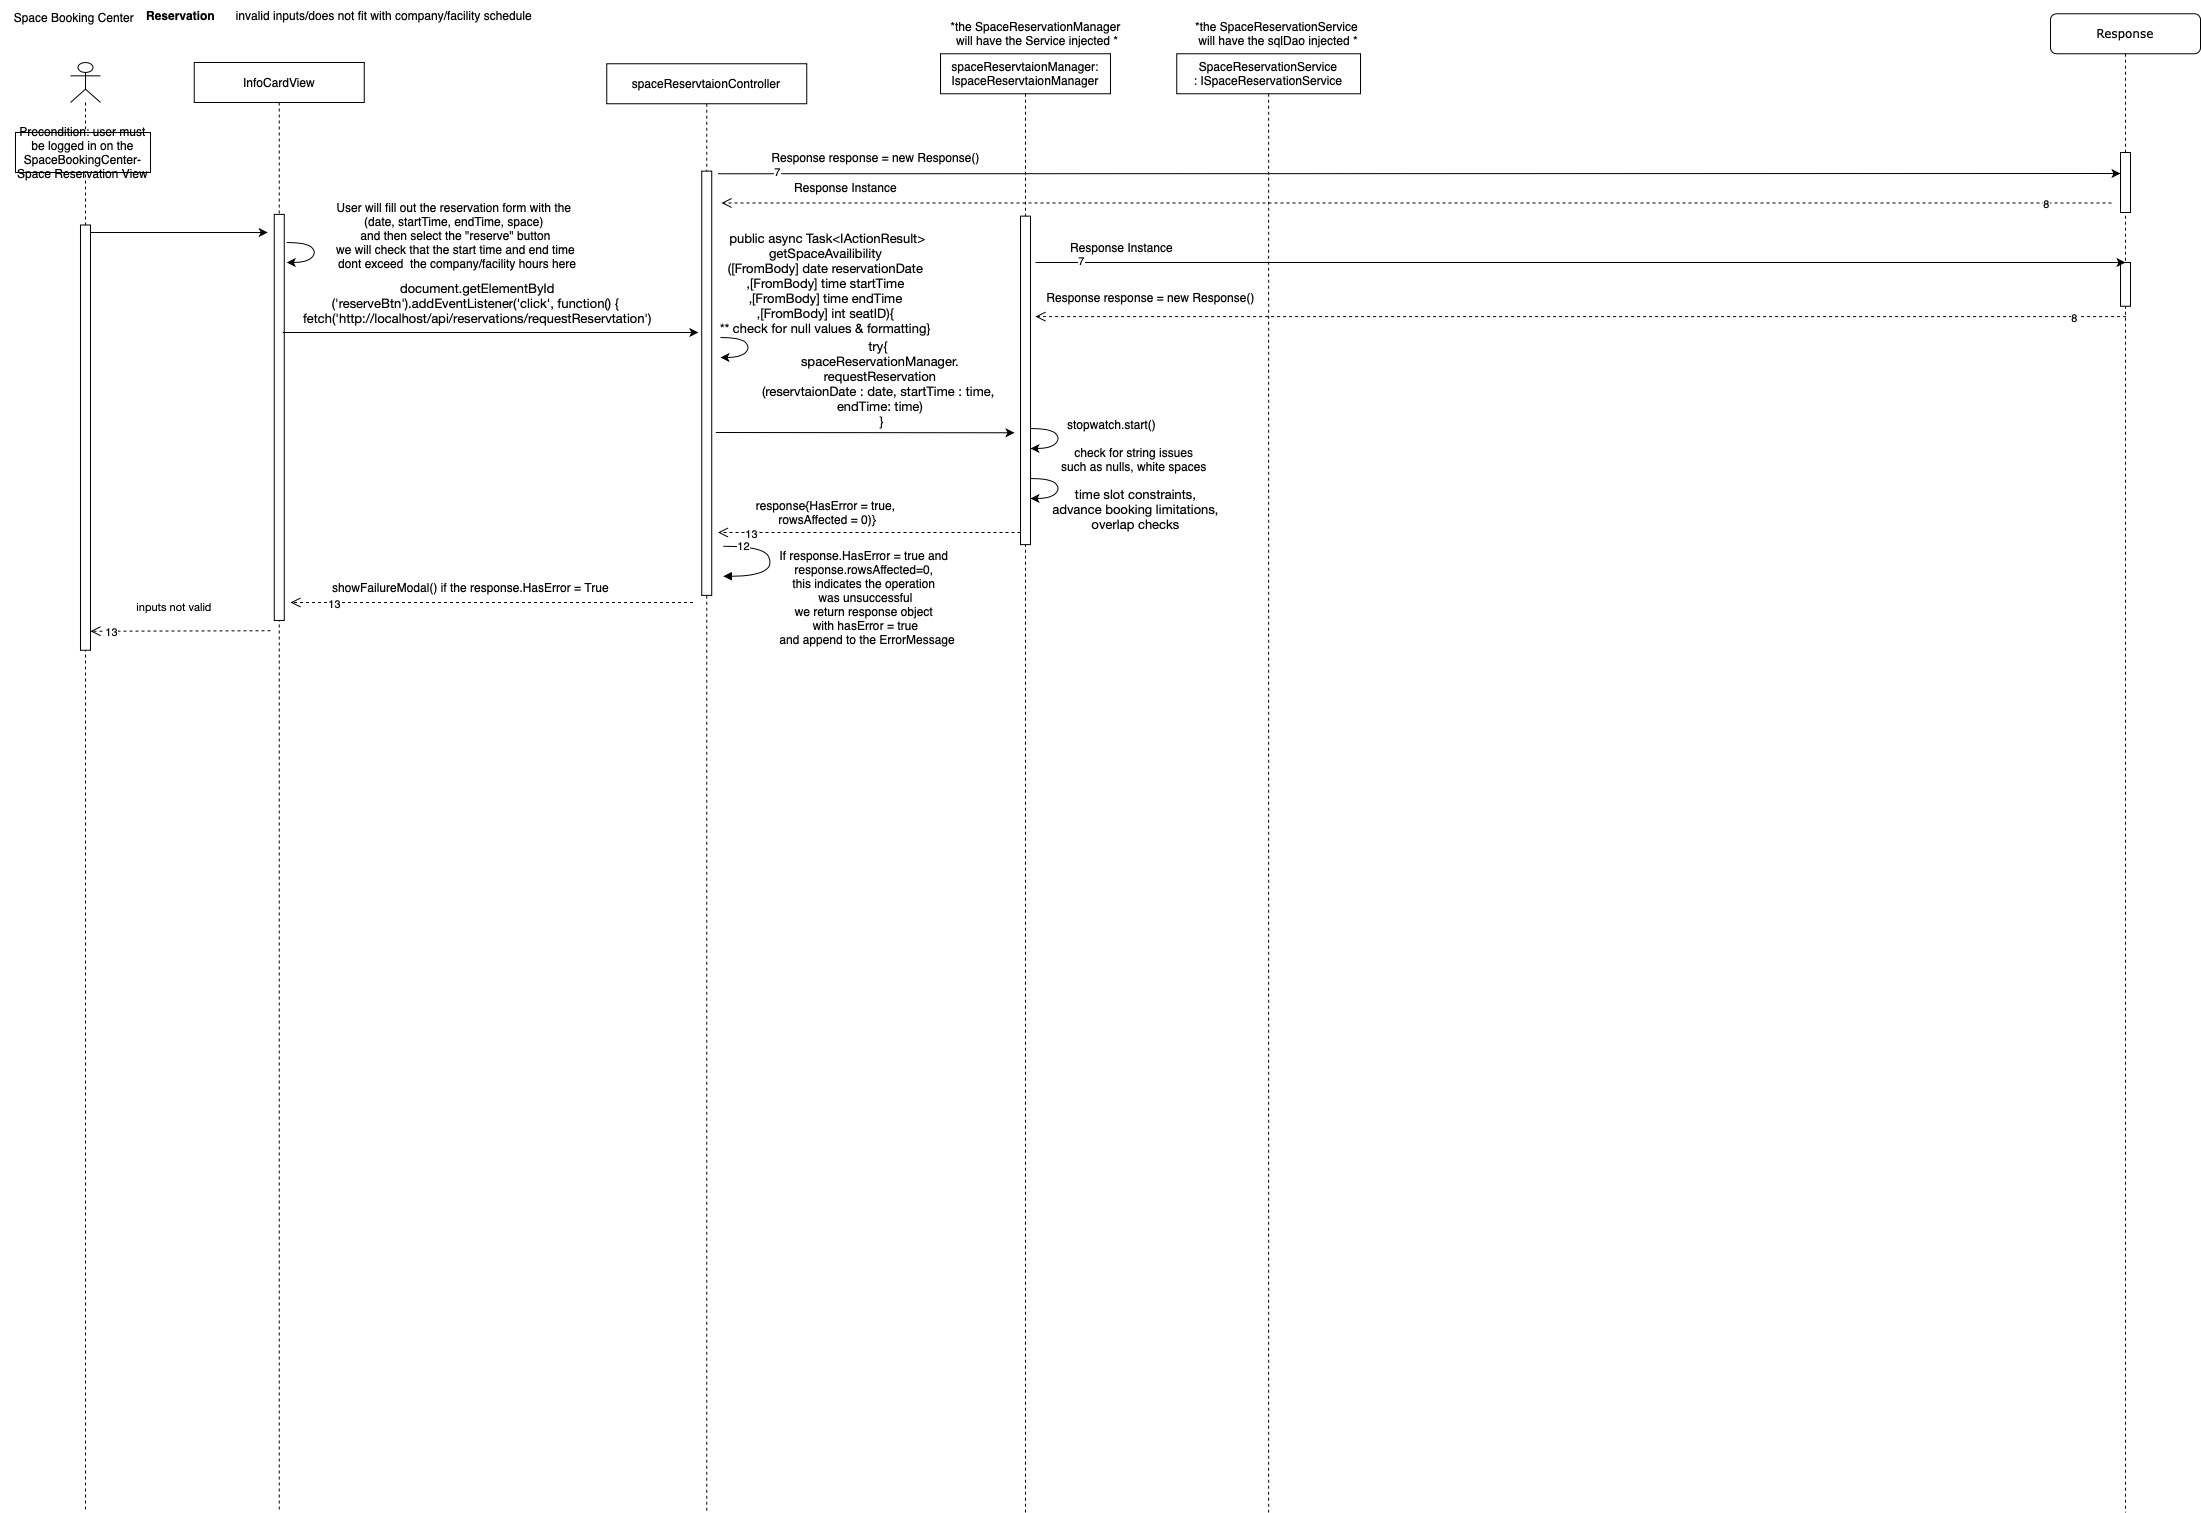 Space Booking Center
Reservation
invalid inputs/does not fit with company/facility schedule
*the SpaceReservationManager
will have the Service injected *
*the SpaceReservationService
will have the sqlDao injected *
Response
InfoCardView
spaceReservtaionController
spaceReservtaionManager:
IspaceReservtaionManager
SpaceReservationService
: ISpaceReservationService
Precondition: user must
be logged in on the
SpaceBookingCenter-
Space Reservation View
Response response = new Response()
7
Response Instance
8
User will fill out the reservation form with the
(date, startTime, endTime, space)
and then select the "reserve" button
we will check that the start time and end time
dont exceed  the company/facility hours here
document.getElementById
('reserveBtn').addEventListener('click', function() {
fetch('http://localhost/api/reservations/requestReservtation')
public async Task<IActionResult>
getSpaceAvailibility
([FromBody] date reservationDate
,[FromBody] time startTime
,[FromBody] time endTime
,[FromBody] int seatID){
** check for null values & formatting}
Response Instance
7
Response response = new Response()
8
try{
spaceReservationManager.
requestReservation
(reservtaionDate : date, startTime : time,
endTime: time)
}
stopwatch.start()
check for string issues
such as nulls, white spaces
time slot constraints,
advance booking limitations,
overlap checks
response{HasError = true,
rowsAffected = 0)}
13
12
If response.HasError = true and
response.rowsAffected=0,
this indicates the operation
was unsuccessful
we return response object
with hasError = true
and append to the ErrorMessage
showFailureModal() if the response.HasError = True
13
inputs not valid
13